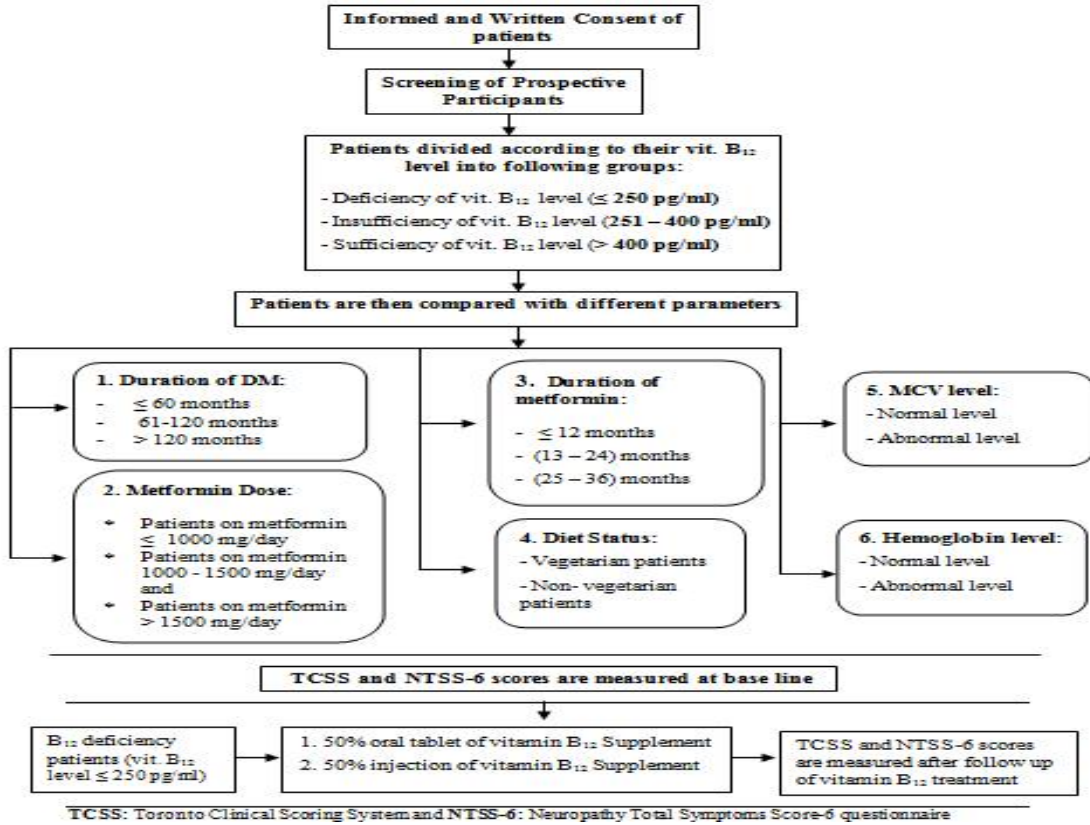 Informed and Written Consent of
patients
Screening of Prospective
Participants
Patients divided according to their vit. B₁₂
level into following groups:
- Deficiency of vit. B₁₂ level (≤ 250 pg/ml)
- Insufficiency of vit. B₁₂ level (251 – 400 pg/ml)
- Sufficiency of vit. B₁₂ level (> 400 pg/ml)
Patients are then compared with different parameters
1. Duration of DM:
- ≤ 60 months
- 61-120 months
- > 120 months
2. Metformin Dose:
• Patients on metformin
≤ 1000 mg/day
• Patients on metformin
1000 - 1500 mg/day
and
• Patients on metformin
> 1500 mg/day
3. Duration of
metformin:
- ≤ 12 months
- (13 – 24) months
- (25 – 36) months
4. Diet Status:
- Vegetarian patients
- Non- vegetarian
patients
5. MCV level:
- Normal level
- Abnormal level
6. Hemoglobin level:
- Normal level
- Abnormal level
TCSS and NTSS-6 scores are measured at base line
B₁₂ deficiency
patients (vit. B₁₂
level ≤ 250 pg/ml)
1. 50% oral tablet of vitamin B₁₂ Supplement
2. 50% injection of vitamin B₁₂ Supplement
TCSS and NTSS-6 scores
are measured after follow up
of vitamin B₁₂ treatment
TCSS: Toronto Clinical Scoring System and NTSS-6: Neuropathy Total Symptoms Score-6 questionnaire